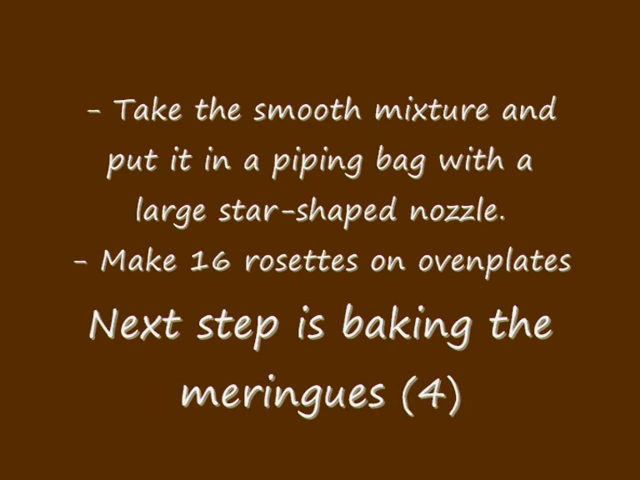 - Take the smooth mixture and
put it in a piping bag with a
large star-shaped nozzle.
- Make 16 rosettes on ovenplates
Next step is baking the
meringues (4)